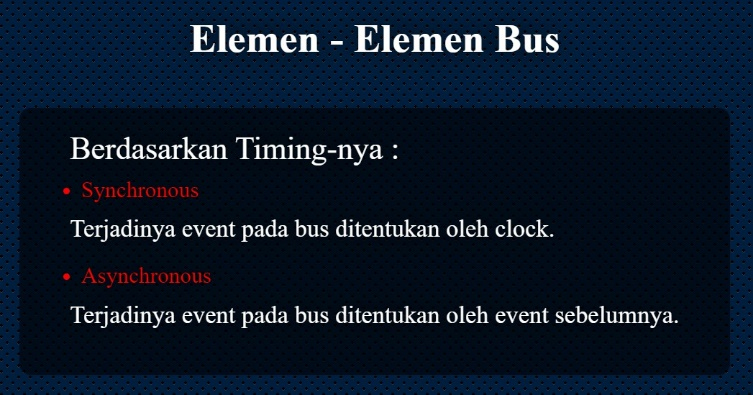 Elemen - Elemen Bus
Berdasarkan Timing-nya :
• Synchronous
Terjadinya event pada bus ditentukan oleh clock.
• Asynchronous
Terjadinya event pada bus ditentukan oleh event sebelumnya.